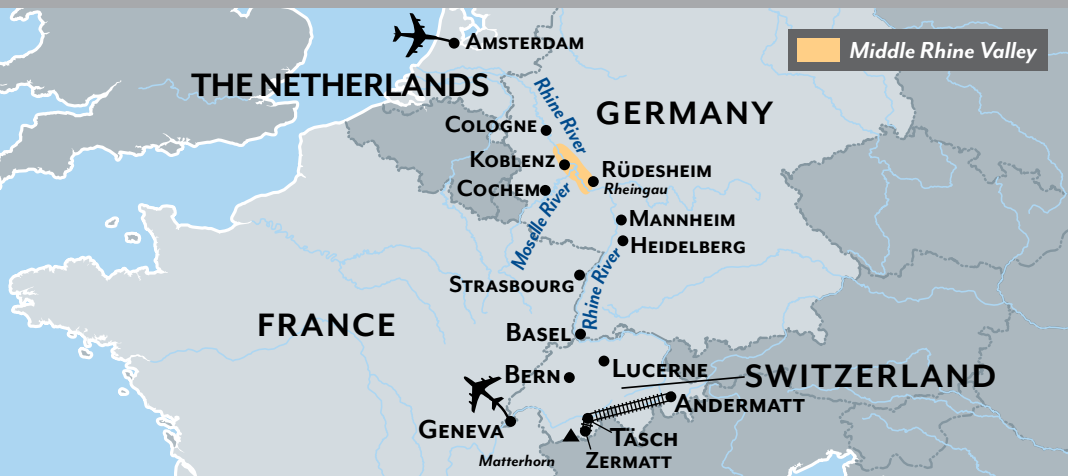 AMSTERDAM
Middle Rhine Valley
THE NETHERLANDS
Rhine River
GERMANY
COLOGNE
KOBLENZ
RÜDESHEIM
Rheingau
COCHEM
Moselle River
MANNHEIM
HEIDELBERG
STRASBOURG
Rhine River
FRANCE
BASEL
LUCERNE
BERN
SWITZERLAND
ANDERMATT
GENEVA
TÄSCH
Matterhorn
ZERMATT